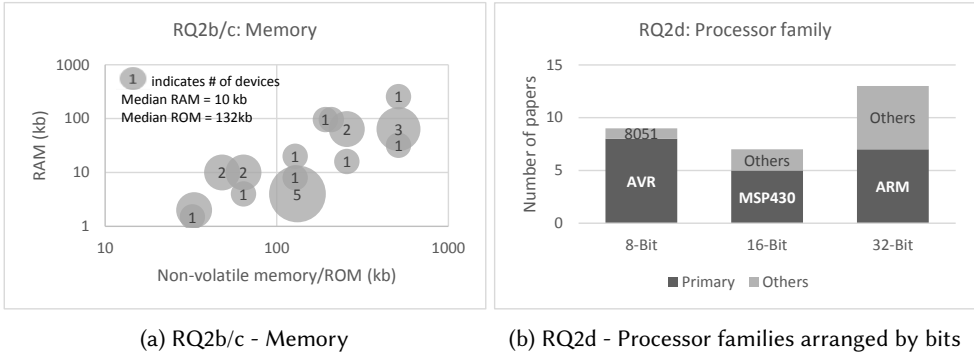 RQ2b/c: Memory
1000
100
10
1
RAM (kb)
1 indicates # of devices
Median RAM = 10 kb
Median ROM = 132kb
1
1
2
3
1
1
1
2
2
1
1
5
1
10
100
1000
Non-volatile memory/ROM (kb)
(a) RQ2b/c - Memory
RQ2d: Processor family
15
10
5
0
Number of papers
8051
AVR
Others
MSP430
Others
ARM
8-Bit
16-Bit
32-Bit
Primary
Others
(b) RQ2d - Processor families arranged by bits